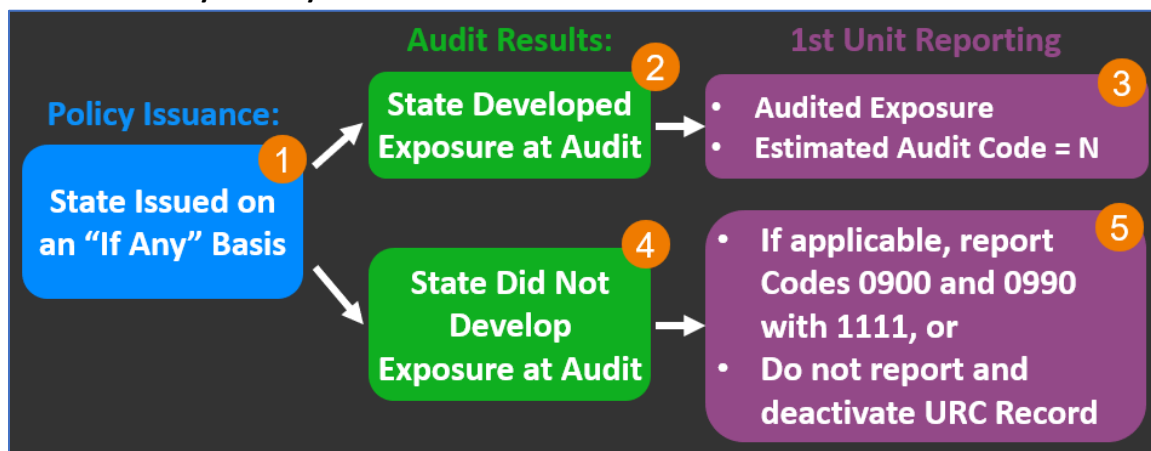 Policy Issuance:
1
State Issued on
an “If Any” Basis
Audit Results:
2
State Developed
Exposure at Audit
1st Unit Reporting
3
• Audited Exposure
• Estimated Audit Code = N
4
State Did Not
Develop
Exposure at Audit
5
• If applicable, report
Codes 0900 and 0990
with 1111, or
• Do not report and
deactivate URC Record